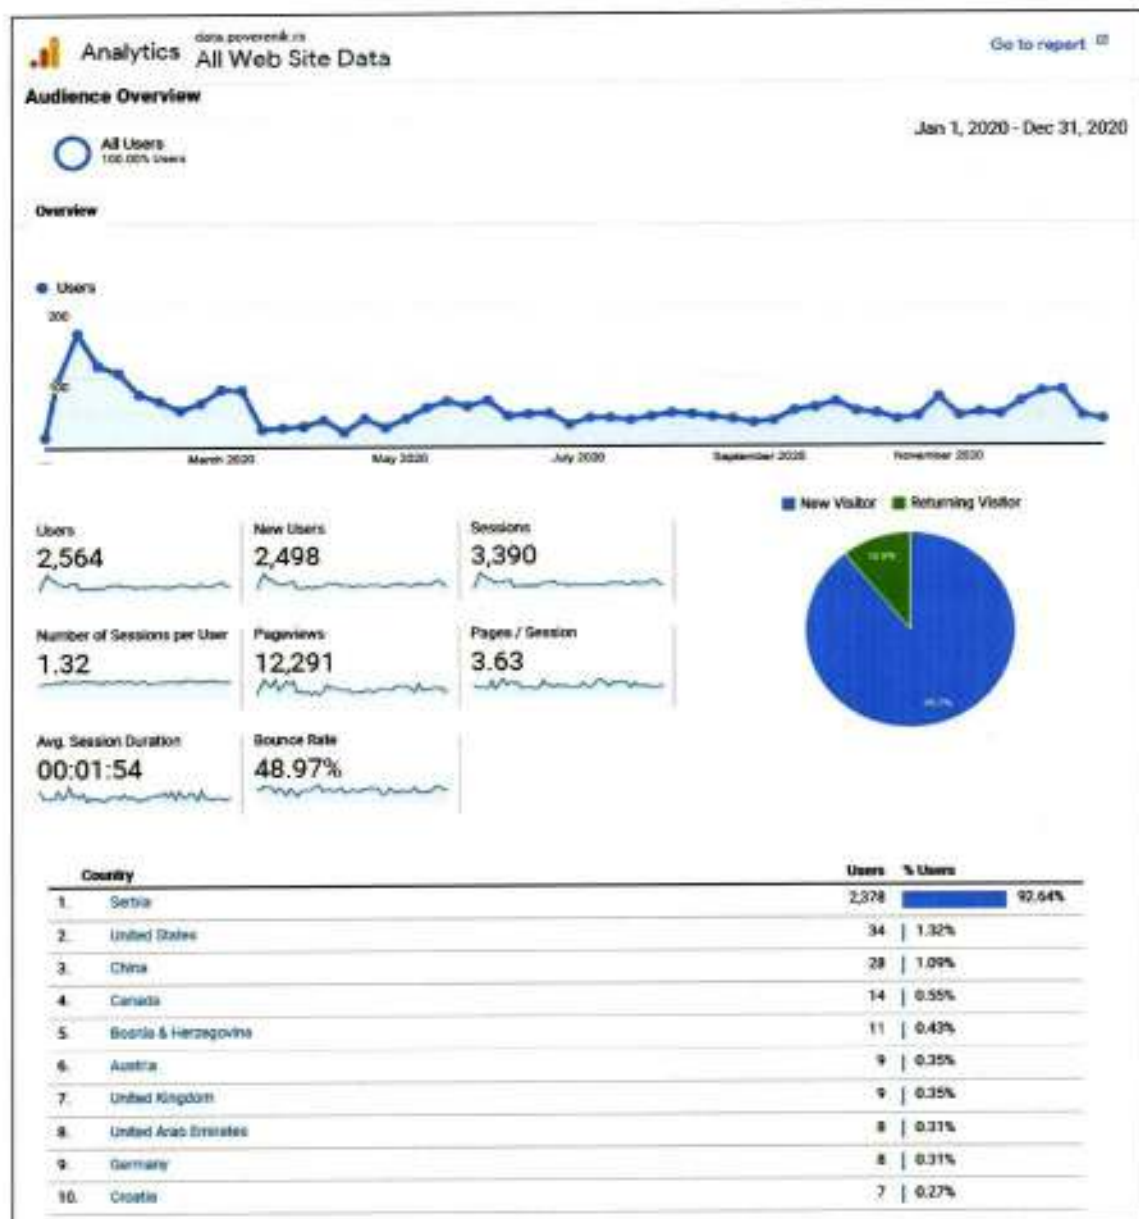 data.poverenik.rs
Analytics All Web Site Data
Go to report
Audience Overview
Jan 1, 2020 - Dec 31, 2020
All Users
100.00% Users
Overview
Users
200
100
...
March 2020
May 2020
July 2020
September 2020
November 2020
New Visitor
Returning Visitor
Users
2,564
New Users
2,498
Sessions
3,390
Number of Sessions per User
1.32
Pageviews
12,291
Pages / Session
3.63
Avg. Session Duration
00:01:54
Bounce Rate
48.97%
Country Users % Users
1. Serbia 2,378 92.64%
2. United States 34 1.32%
3. China 28 1.09%
4. Canada 14 0.55%
5. Bosnia & Herzegovina 11 0.43%
6. Austria 9 0.35%
7. United Kingdom 9 0.35%
8. United Arab Emirates 8 0.31%
9. Germany 8 0.31%
10. Croatia 7 0.27%